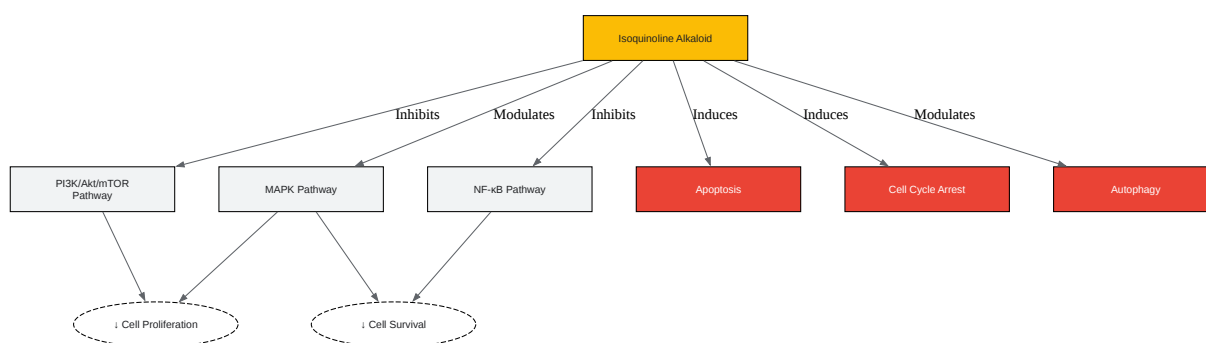 Isoquinoline Alkaloid
Inhibits
Modulates
Inhibits
Induces
Induces
Modulates
PI3K/Akt/mTOR
Pathway
MAPK Pathway
NF-κB Pathway
Apoptosis
Cell Cycle Arrest
Autophagy
↓ Cell Proliferation
↓ Cell Survival